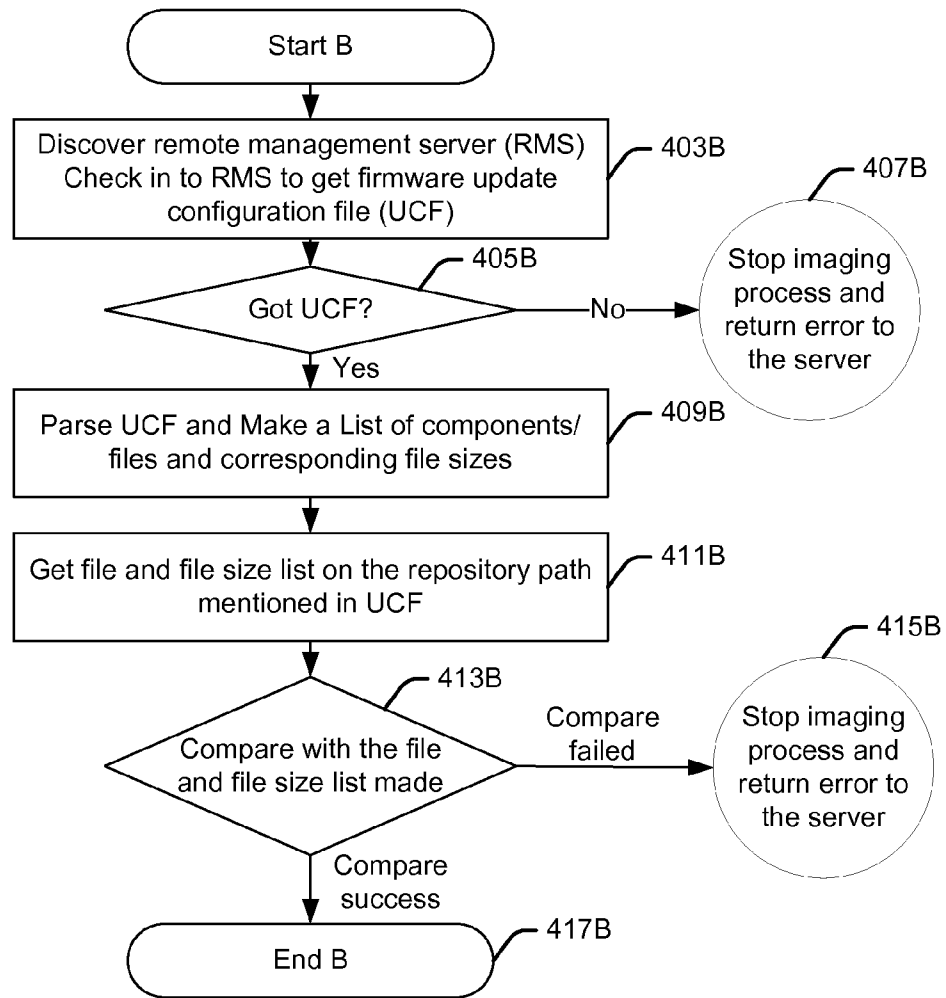 Start B
Discover remote management server (RMS)
Check in to RMS to get firmware update
configuration file (UCF)
403B
407B
405B
Got UCF?
No
Stop imaging
process and
return error to
the server
Yes
Parse UCF and Make a List of components/
files and corresponding file sizes
409B
Get file and file size list on the repository path
mentioned in UCF
411B
415B
413B
Compare with the file
and file size list made
Compare
failed
Stop imaging
process and
return error to
the server
Compare
success
End B
417B